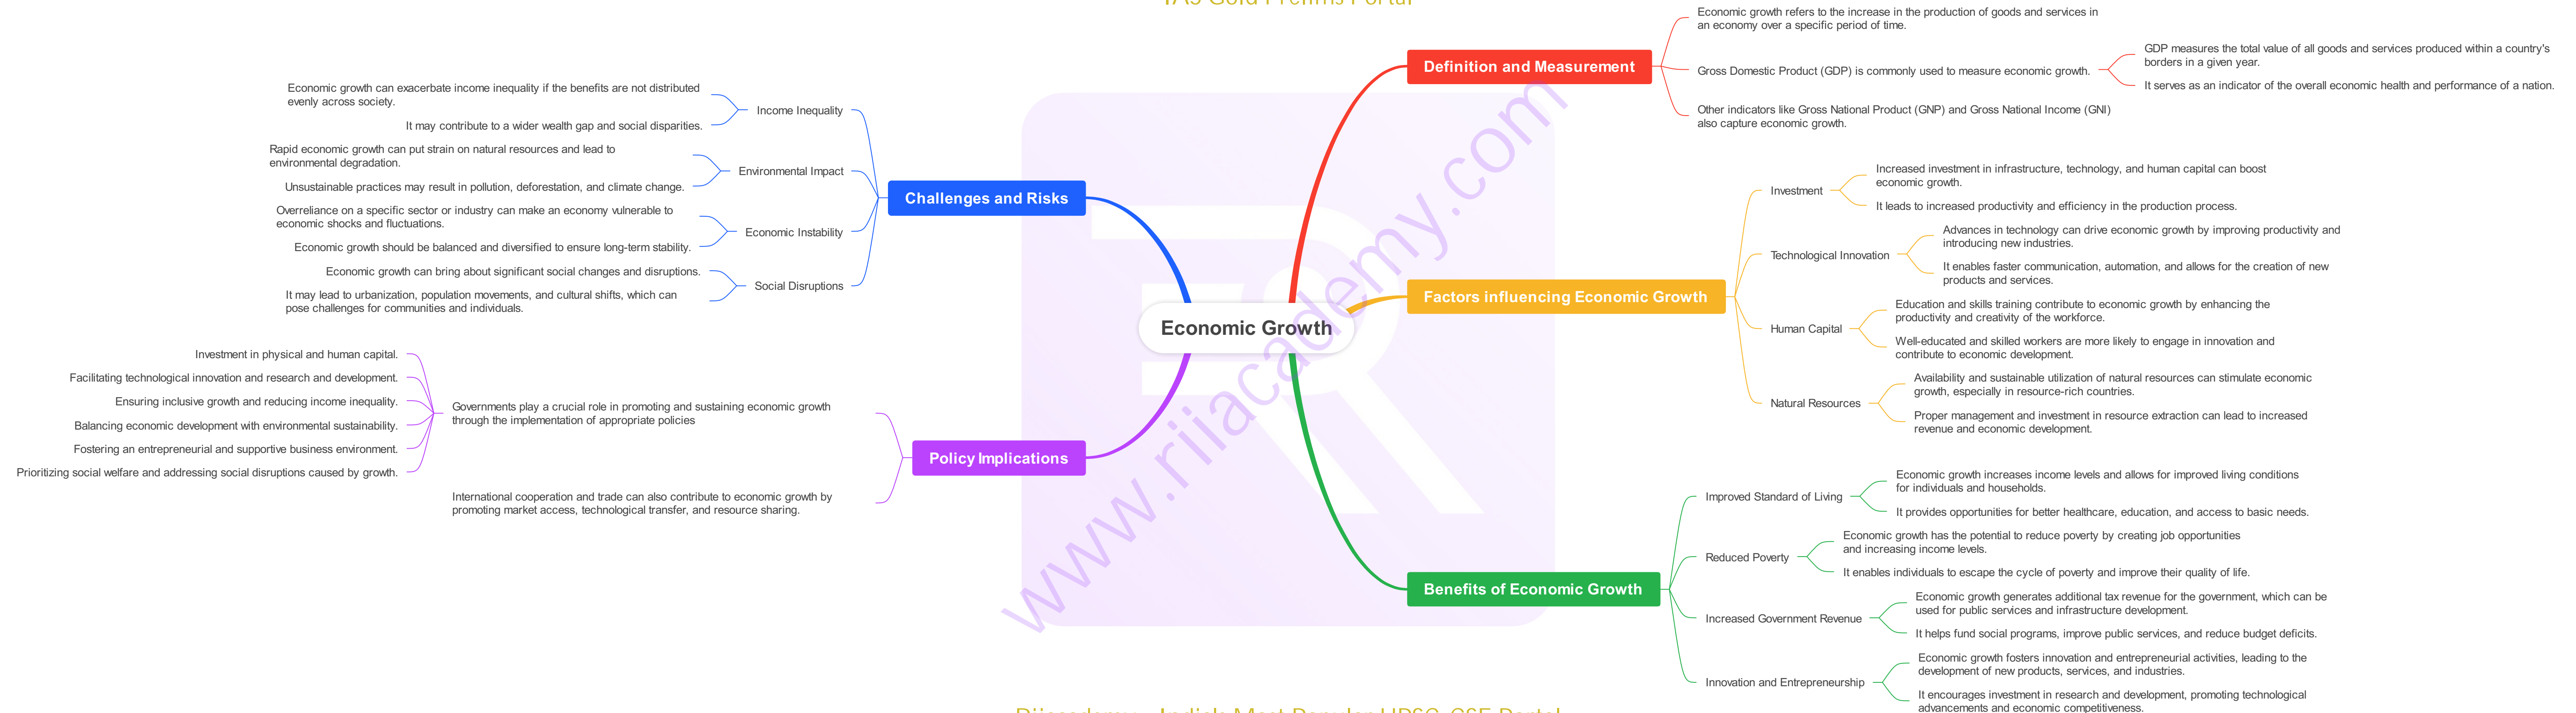 IAS Gold Prelims Portal
Economic Growth
Definition and Measurement
Economic growth refers to the increase in the production of goods and services in
an economy over a specific period of time.
Gross Domestic Product (GDP) is commonly used to measure economic growth.
GDP measures the total value of all goods and services produced within a country's
borders in a given year.
It serves as an indicator of the overall economic health and performance of a nation.
Other indicators like Gross National Product (GNP) and Gross National Income (GNI)
also capture economic growth.
Factors influencing Economic Growth
Investment
Increased investment in infrastructure, technology, and human capital can boost
economic growth.
It leads to increased productivity and efficiency in the production process.
Technological Innovation
Advances in technology can drive economic growth by improving productivity and
introducing new industries.
It enables faster communication, automation, and allows for the creation of new
products and services.
Human Capital
Education and skills training contribute to economic growth by enhancing the
productivity and creativity of the workforce.
Well-educated and skilled workers are more likely to engage in innovation and
contribute to economic development.
Natural Resources
Availability and sustainable utilization of natural resources can stimulate economic
growth, especially in resource-rich countries.
Proper management and investment in resource extraction can lead to increased
revenue and economic development.
Benefits of Economic Growth
Improved Standard of Living
Economic growth increases income levels and allows for improved living conditions
for individuals and households.
It provides opportunities for better healthcare, education, and access to basic needs.
Reduced Poverty
Economic growth has the potential to reduce poverty by creating job opportunities
and increasing income levels.
It enables individuals to escape the cycle of poverty and improve their quality of life.
Increased Government Revenue
Economic growth generates additional tax revenue for the government, which can be
used for public services and infrastructure development.
It helps fund social programs, improve public services, and reduce budget deficits.
Innovation and Entrepreneurship
Economic growth fosters innovation and entrepreneurial activities, leading to the
development of new products, services, and industries.
It encourages investment in research and development, promoting technological
advancements and economic competitiveness.
Challenges and Risks
Income Inequality
Economic growth can exacerbate income inequality if the benefits are not distributed
evenly across society.
It may contribute to a wider wealth gap and social disparities.
Environmental Impact
Rapid economic growth can put strain on natural resources and lead to
environmental degradation.
Unsustainable practices may result in pollution, deforestation, and climate change.
Economic Instability
Overreliance on a specific sector or industry can make an economy vulnerable to
economic shocks and fluctuations.
Economic growth should be balanced and diversified to ensure long-term stability.
Social Disruptions
Economic growth can bring about significant social changes and disruptions.
It may lead to urbanization, population movements, and cultural shifts, which can
pose challenges for communities and individuals.
Policy Implications
Governments play a crucial role in promoting and sustaining economic growth
through the implementation of appropriate policies
Investment in physical and human capital.
Facilitating technological innovation and research and development.
Ensuring inclusive growth and reducing income inequality.
Balancing economic development with environmental sustainability.
Fostering an entrepreneurial and supportive business environment.
Prioritizing social welfare and addressing social disruptions caused by growth.
International cooperation and trade can also contribute to economic growth by
promoting market access, technological transfer, and resource sharing.
www.riiacademy.com